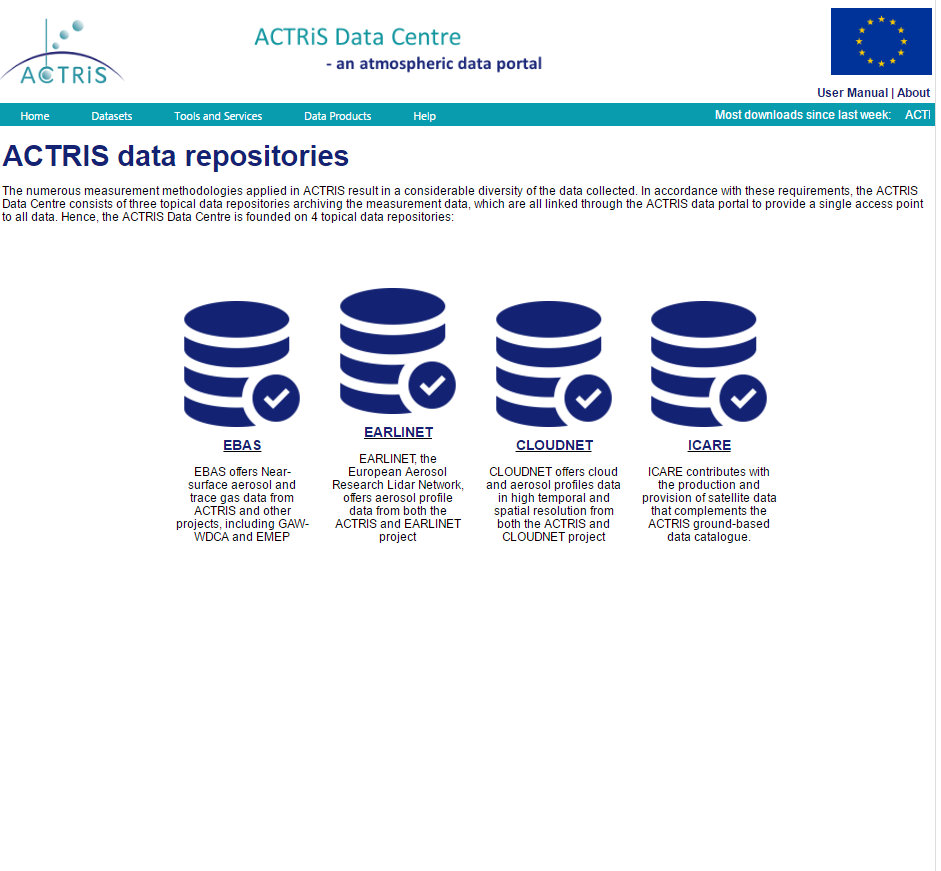 ACTRiS
ACTRiS Data Centre
- an atmospheric data portal
User Manual | About
Home Datasets Tools and Services Data Products Help Most downloads since last week: ACT
ACTRIS data repositories
The numerous measurement methodologies applied in ACTRIS result in a considerable diversity of the data collected. In accordance with these requirements, the ACTRIS
Data Centre consists of three topical data repositories archiving the measurement data, which are all linked through the ACTRIS data portal to provide a single access point
to all data. Hence, the ACTRIS Data Centre is founded on 4 topical data repositories:
EBAS
EBAS offers Near-
surface aerosol and
trace gas data from
ACTRIS and other
projects, including GAW-
WDCA and EMEP
EARLINET
EARLINET, the
European Aerosol
Research Lidar Network,
offers aerosol profile
data from both the
ACTRIS and EARLINET
project
CLOUDNET
CLOUDNET offers cloud
and aerosol profiles data
in high temporal and
spatial resolution from
both the ACTRIS and
CLOUDNET project
ICARE
ICARE contributes with
the production and
provision of satellite data
that complements the
ACTRIS ground-based
data catalogue.